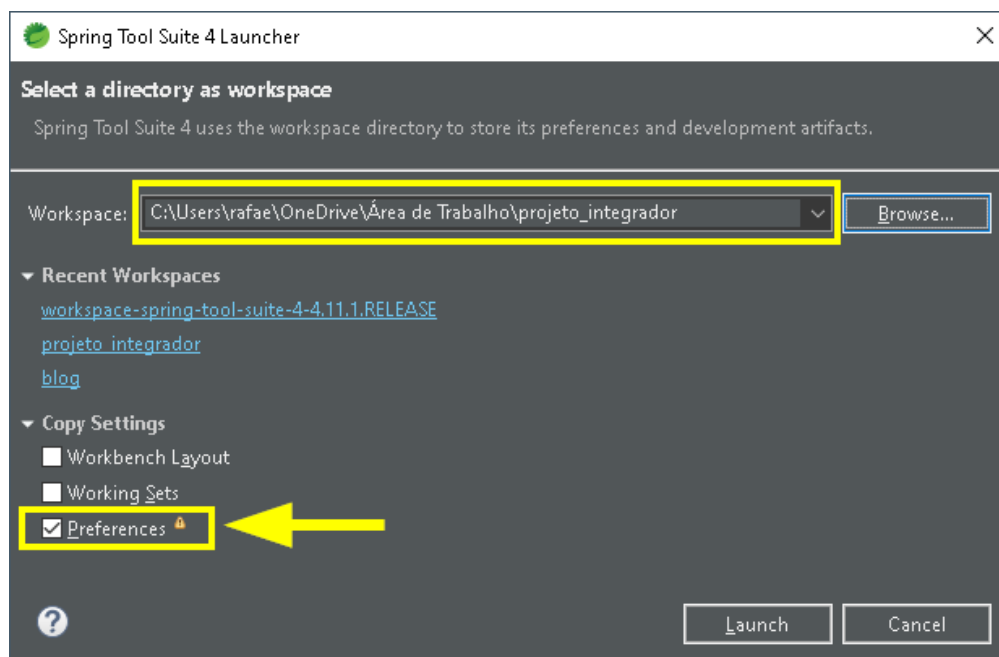 Spring Tool Suite 4 Launcher
Select a directory as workspace
Spring Tool Suite 4 uses the workspace directory to store its preferences and development artifacts.
Workspace: C:\Users\rafae\OneDrive\Área de Trabalho\projeto_integrador Browse...
Recent Workspaces
workspace-spring-tool-suite-4-4.11.1.RELEASE
projeto_integrador
blog
Copy Settings
Workbench Layout
Working Sets
Preferences
Launch Cancel